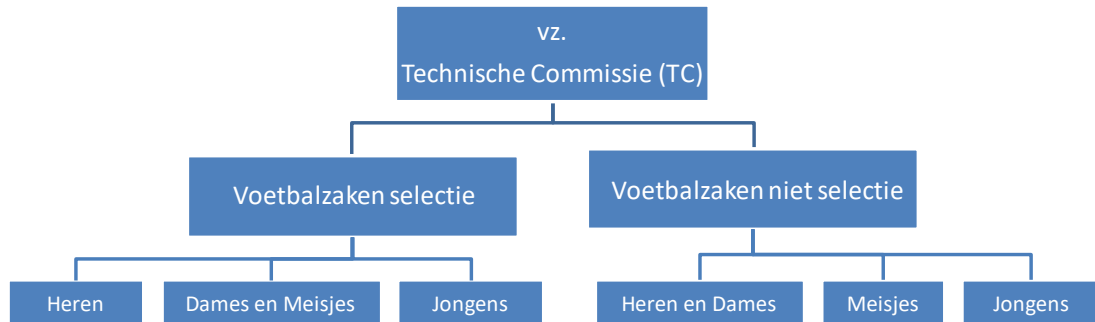 vz.
Technische Commissie (TC)
Voetbalzaken selectie
Voetbalzaken niet selectie
Heren
Dames en Meisjes
Jongens
Heren en Dames
Meisjes
Jongens